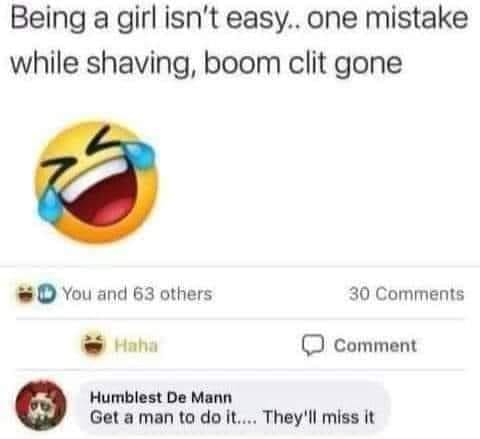 Being a girl isn't easy.. one mistake
while shaving, boom clit gone
You and 63 others
30 Comments
Haha
Comment
Humblest De Mann
Get a man to do it.... They'll miss it